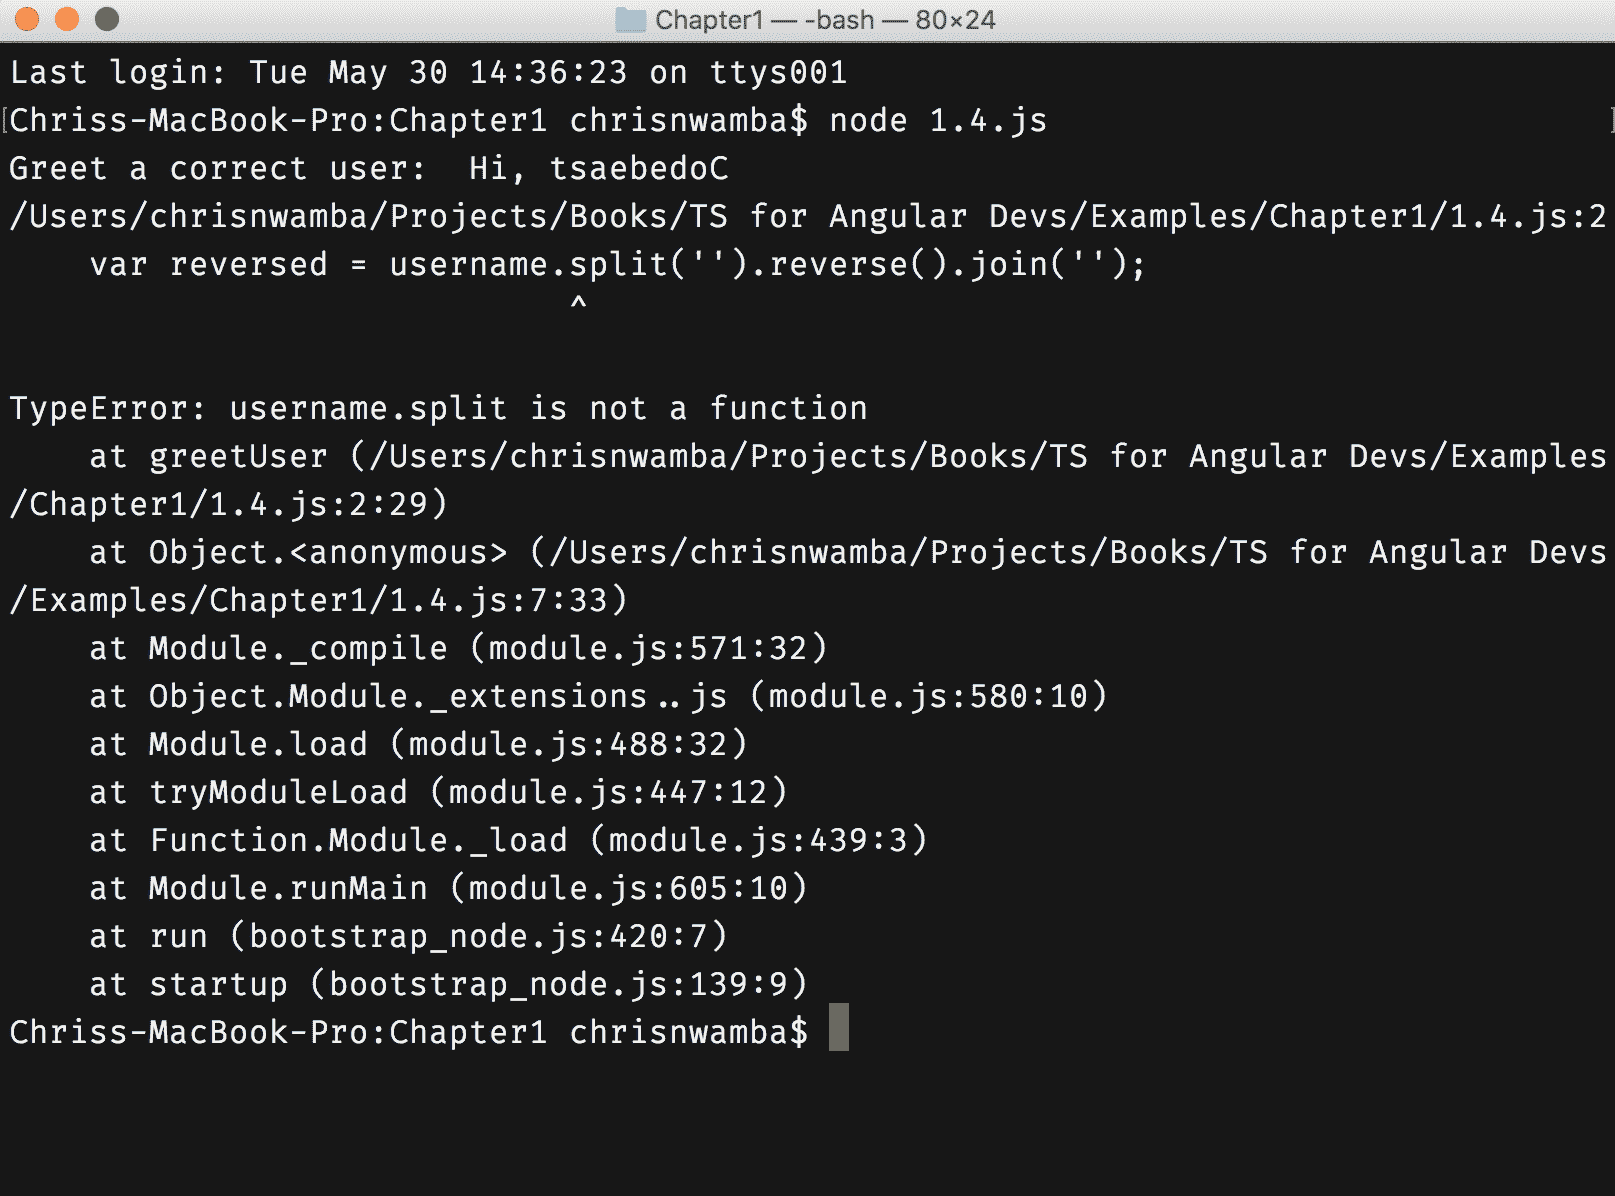 Chapter1 — -bash — 80×24
Last login: Tue May 30 14:36:23 on ttys001
[Chriss-MacBook-Pro:Chapter1 chrisnwamba$ node 1.4.js ]
Greet a correct user:  Hi, tsaebedoC
/Users/chrisnwamba/Projects/Books/TS for Angular Devs/Examples/Chapter1/1.4.js:2
    var reversed = username.split('').reverse().join('');
                            ^
TypeError: username.split is not a function
    at greetUser (/Users/chrisnwamba/Projects/Books/TS for Angular Devs/Examples
/Chapter1/1.4.js:2:29)
    at Object.<anonymous> (/Users/chrisnwamba/Projects/Books/TS for Angular Devs
/Examples/Chapter1/1.4.js:7:33)
    at Module._compile (module.js:571:32)
    at Object.Module._extensions..js (module.js:580:10)
    at Module.load (module.js:488:32)
    at tryModuleLoad (module.js:447:12)
    at Function.Module._load (module.js:439:3)
    at Module.runMain (module.js:605:10)
    at run (bootstrap_node.js:420:7)
    at startup (bootstrap_node.js:139:9)
Chriss-MacBook-Pro:Chapter1 chrisnwamba$